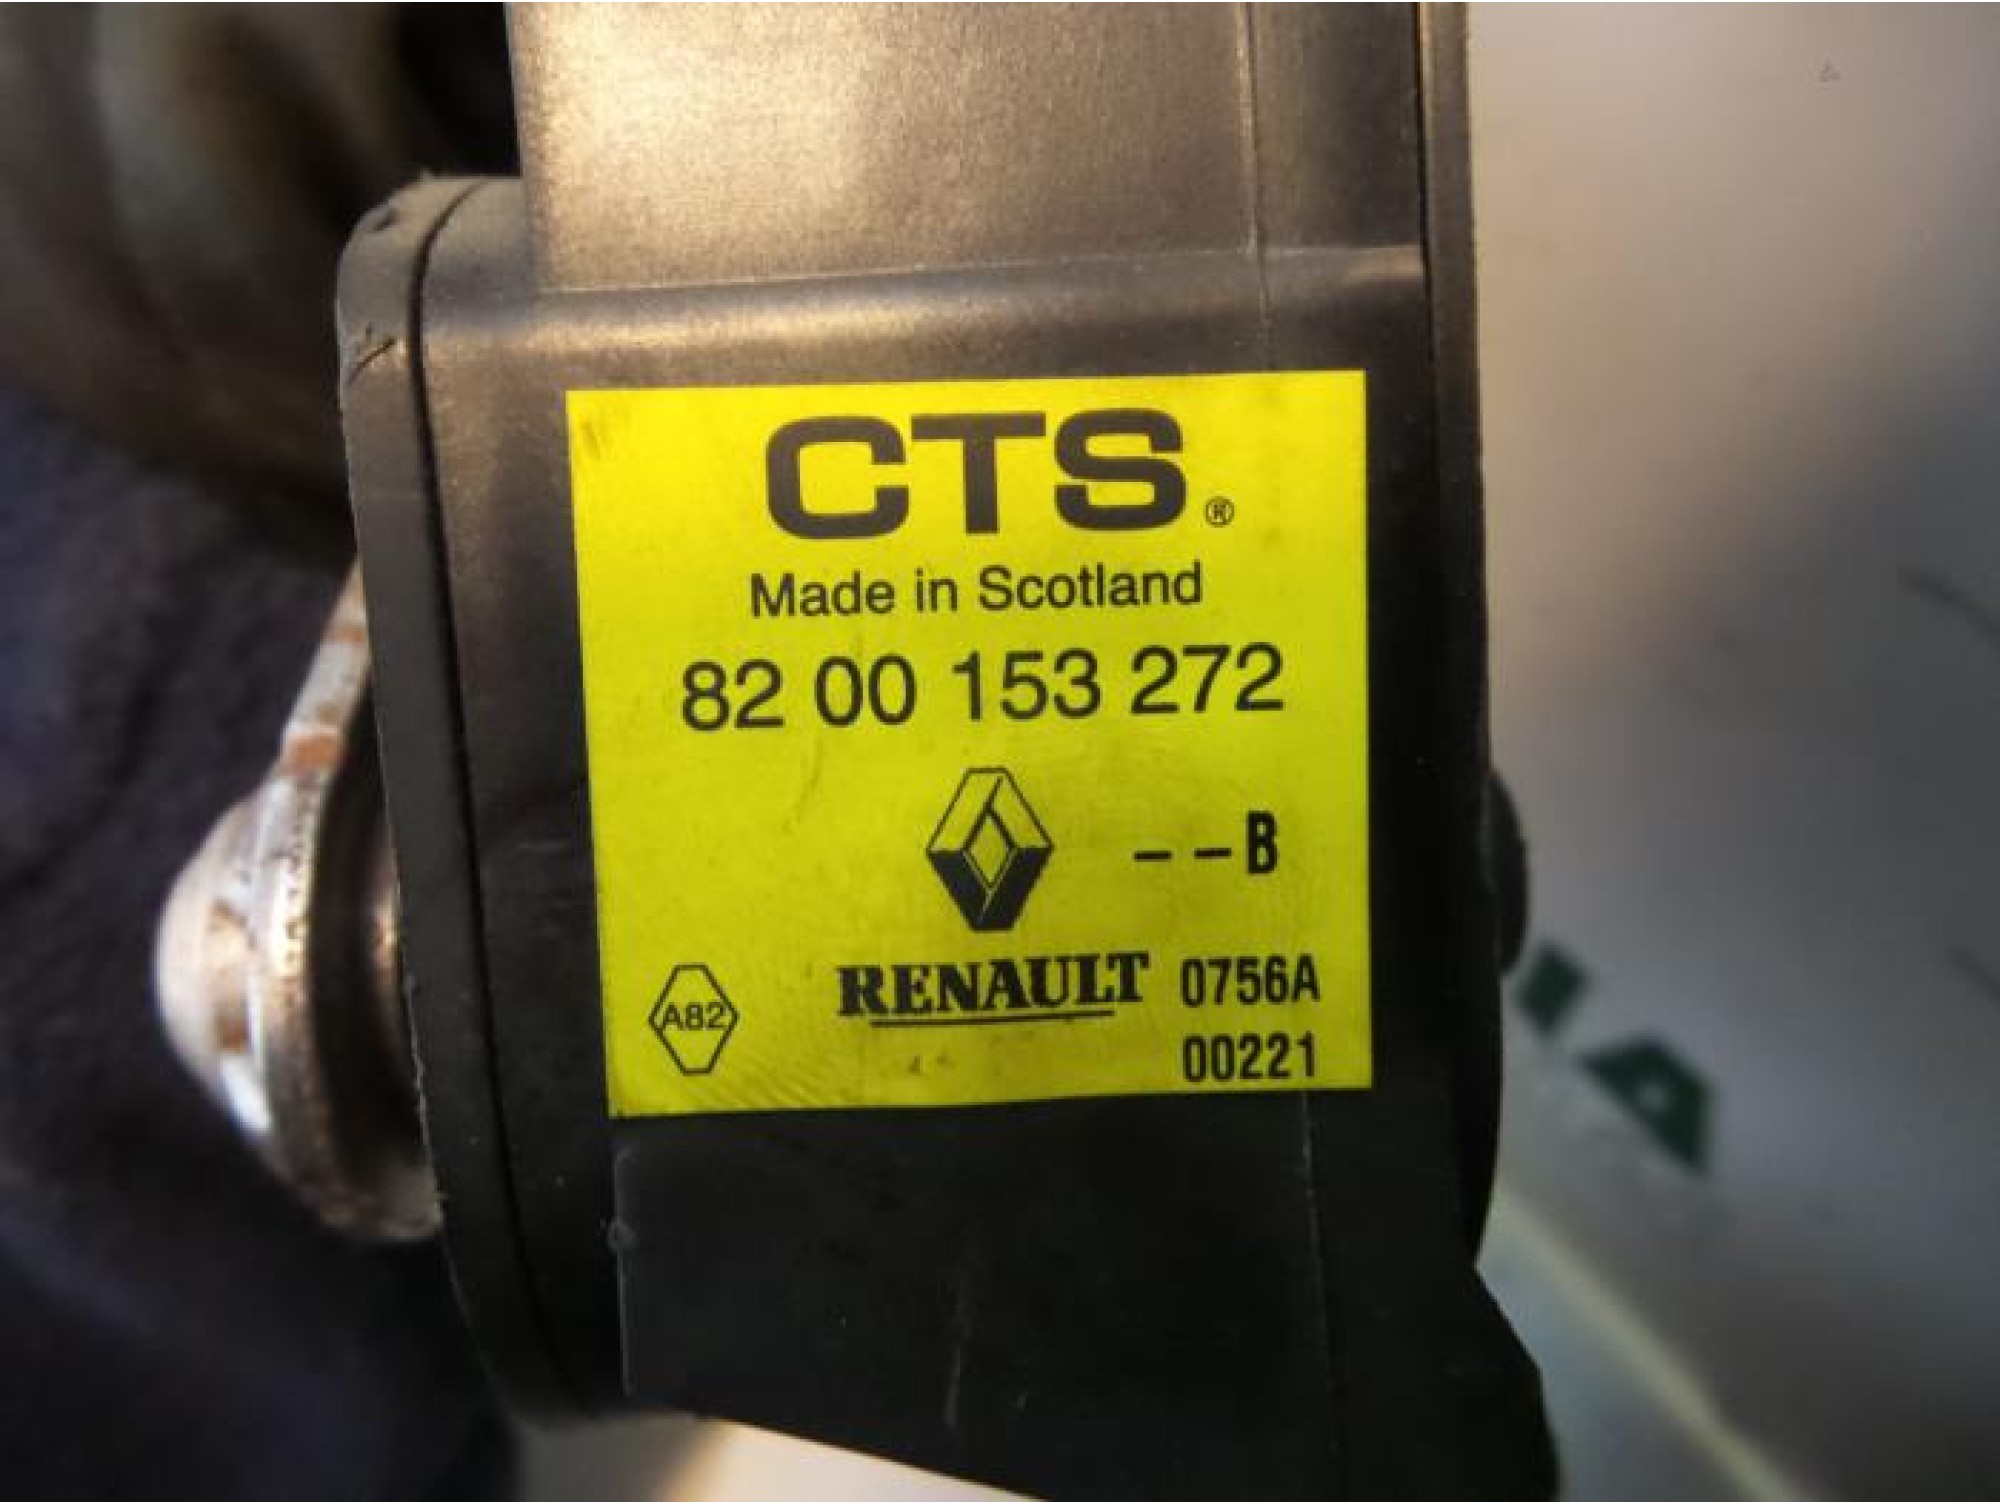 CTS®
Made in Scotland
82 00 153 272
--B
A82
RENAULT 0756A
00221